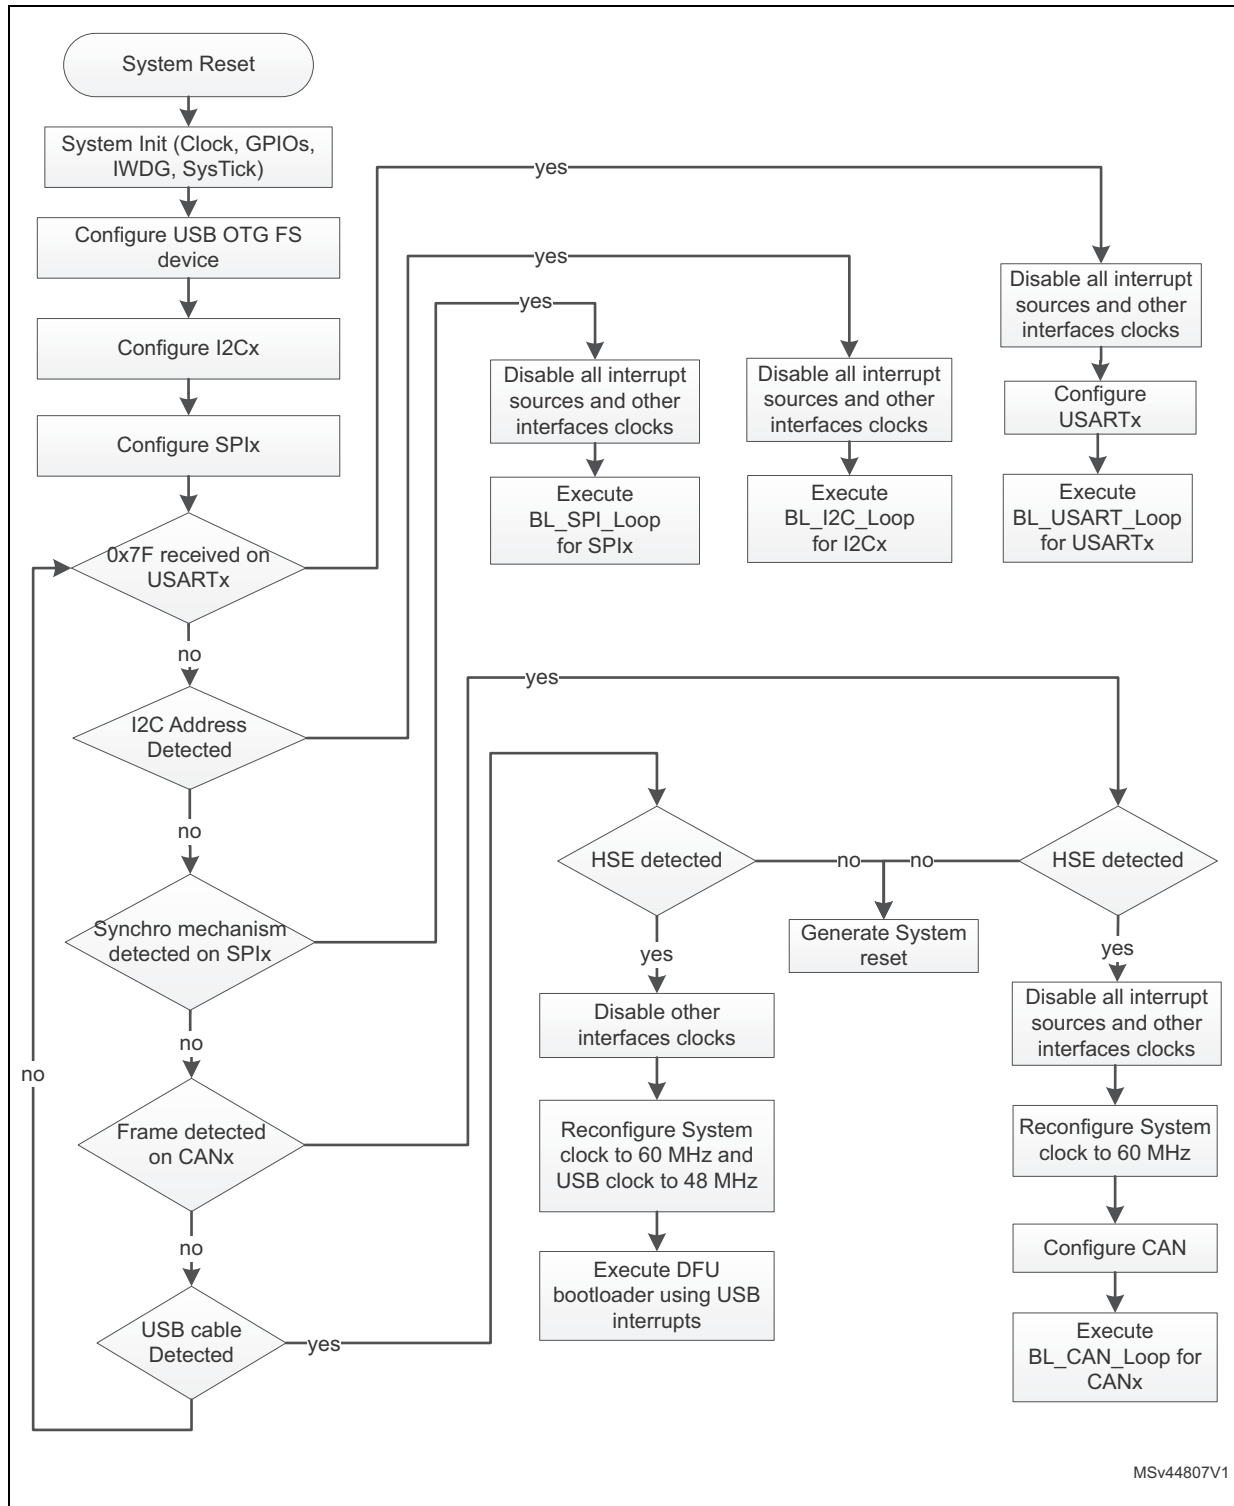 System Reset
System Init (Clock, GPIOs,
IWDG, SysTick)
Configure USB OTG FS
device
Configure I2Cx
Configure SPIx
0x7F received on
USARTx
no
I2C Address
Detected
no
Synchro mechanism
detected on SPIx
no
Frame detected
on CANx
no
USB cable
Detected
no
yes
yes
Disable all interrupt
sources and other
interfaces clocks
Execute
BL_SPI_Loop
for SPIx
yes
Disable all interrupt
sources and other
interfaces clocks
Execute
BL_I2C_Loop
for I2Cx
yes
Disable all interrupt
sources and other
interfaces clocks
Configure
USARTx
Execute
BL_USART_Loop
for USARTx
yes
HSE detected
no
no
HSE detected
Generate System
reset
yes
Disable other
interfaces clocks
Reconfigure System
clock to 60 MHz and
USB clock to 48 MHz
Execute DFU
bootloader using USB
interrupts
yes
Disable all interrupt
sources and other
interfaces clocks
Reconfigure System
clock to 60 MHz
Configure CAN
Execute
BL_CAN_Loop for
CANx
MSv44807V1